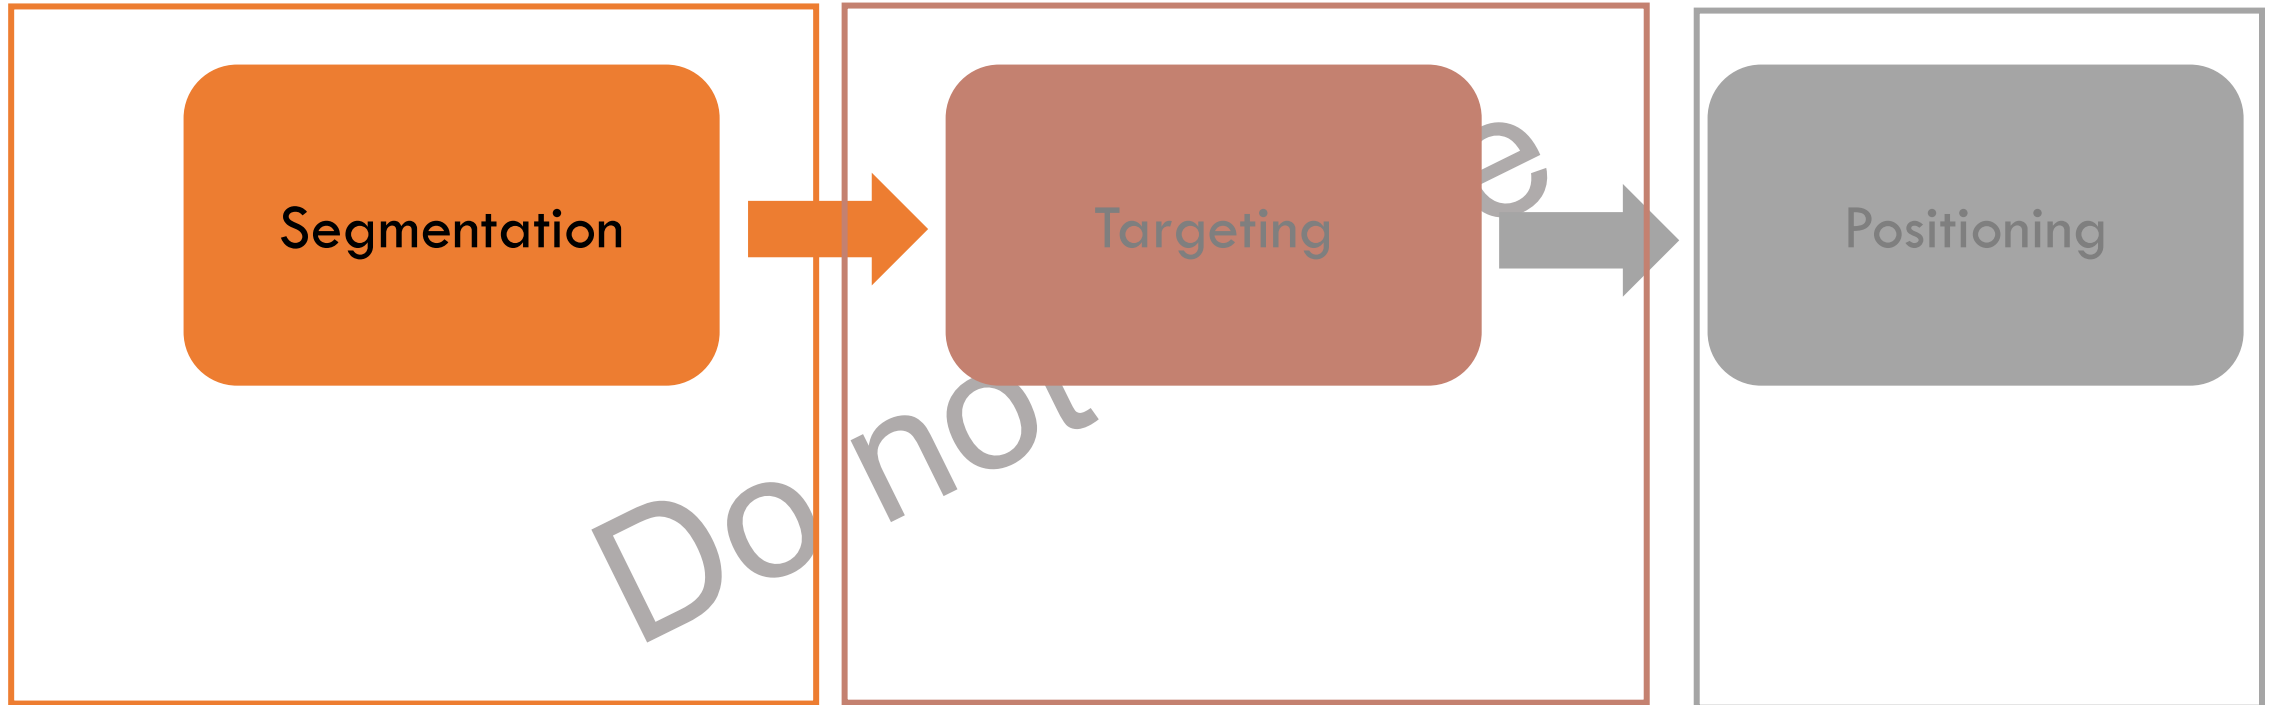 Segmentation
Targeting
Positioning
Do not